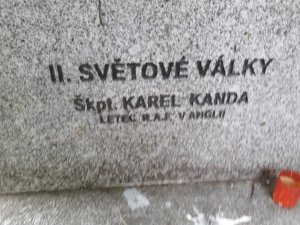 II. SVĚTOVÉ VÁLKY
Škpt. KAREL KANDA
LETEC R.A.F. V ANGLII